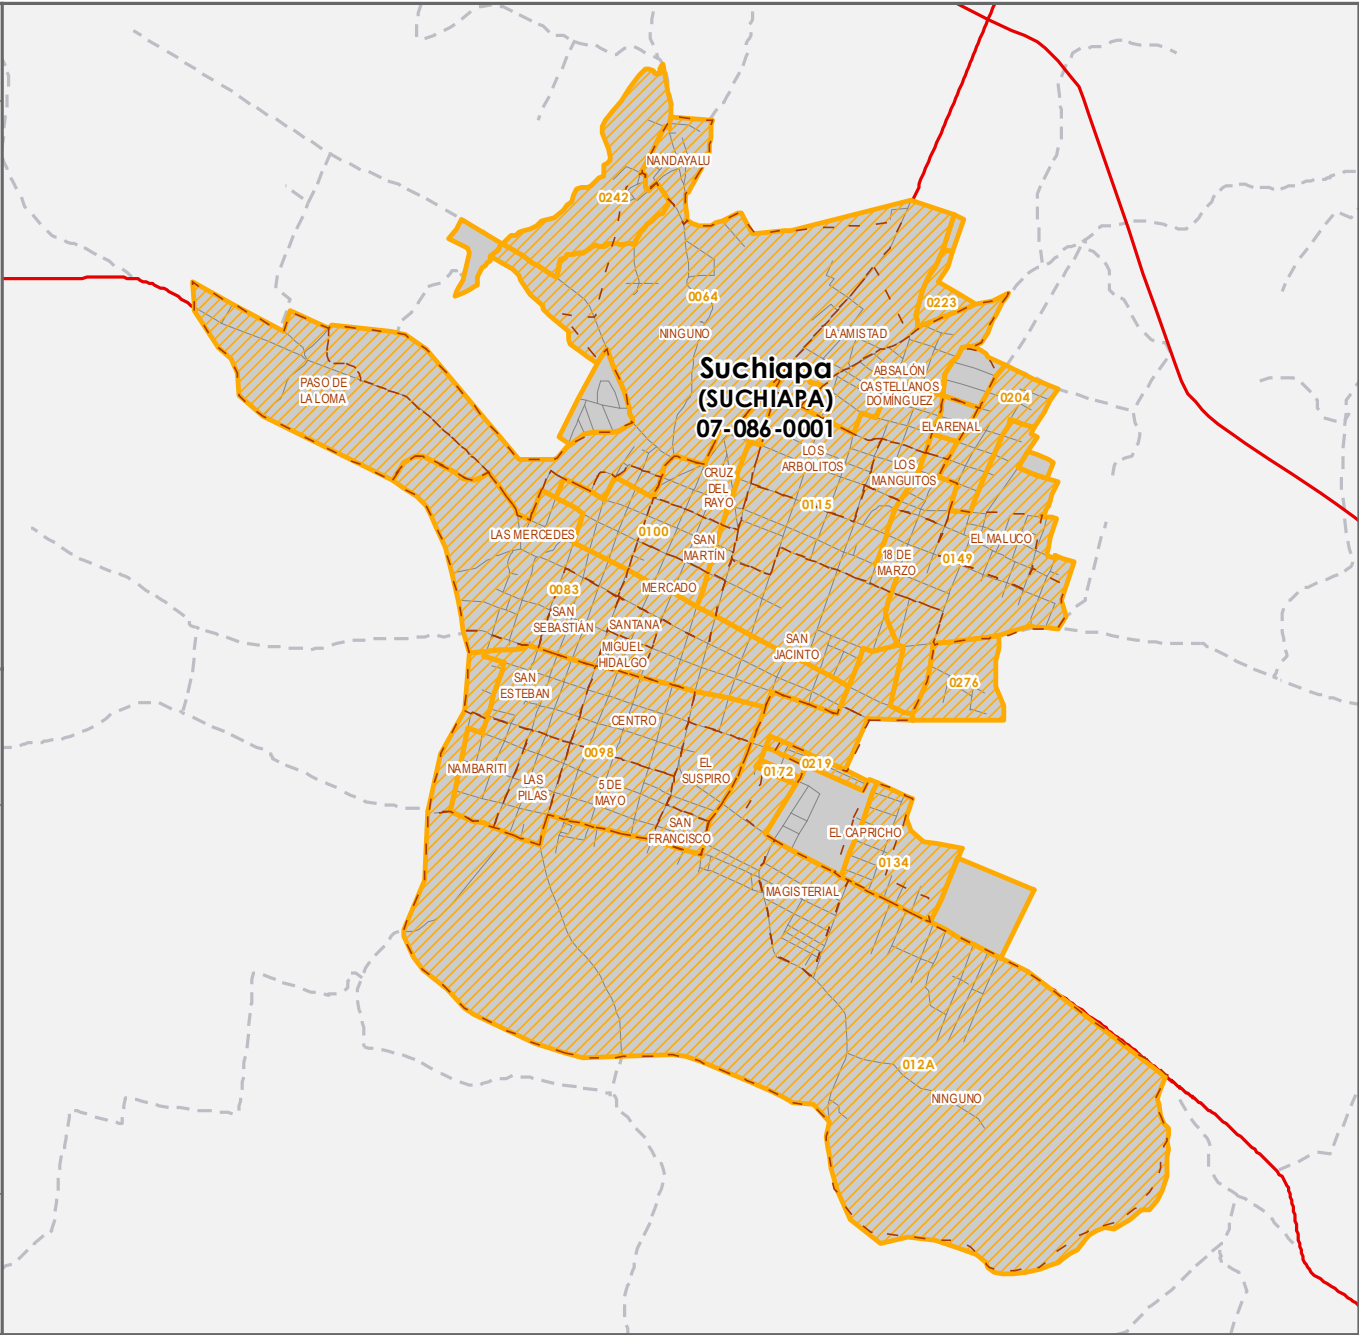 NANDAYALU
0242
0064
0223
NINGUNO
LA AMISTAD
Suchiapa
(SUCHIAPA)
07-086-0001
ABSALÓN
CASTELLANOS
DOMÍNGUEZ
PASO DE
LA LOMA
0204
EL ARENAL
LOS
ARBOLITOS
LOS
MANGUITOS
CRUZ
DEL
RAYO
0115
LAS MERCEDES
0100
SAN
MARTÍN
EL MALUCO
18 DE
MARZO
0149
0083
MERCADO
SAN
SEBASTIÁN
SANTANA
SAN
JACINTO
MIGUEL
HIDALGO
SAN
ESTEBAN
0276
CENTRO
0098
NAMBARITI
EL
SUSPIRO
0172
0219
LAS
PILAS
5 DE
MAYO
SAN
FRANCISCO
EL CAPRICHO
0134
MAGISTERIAL
012A
NINGUNO